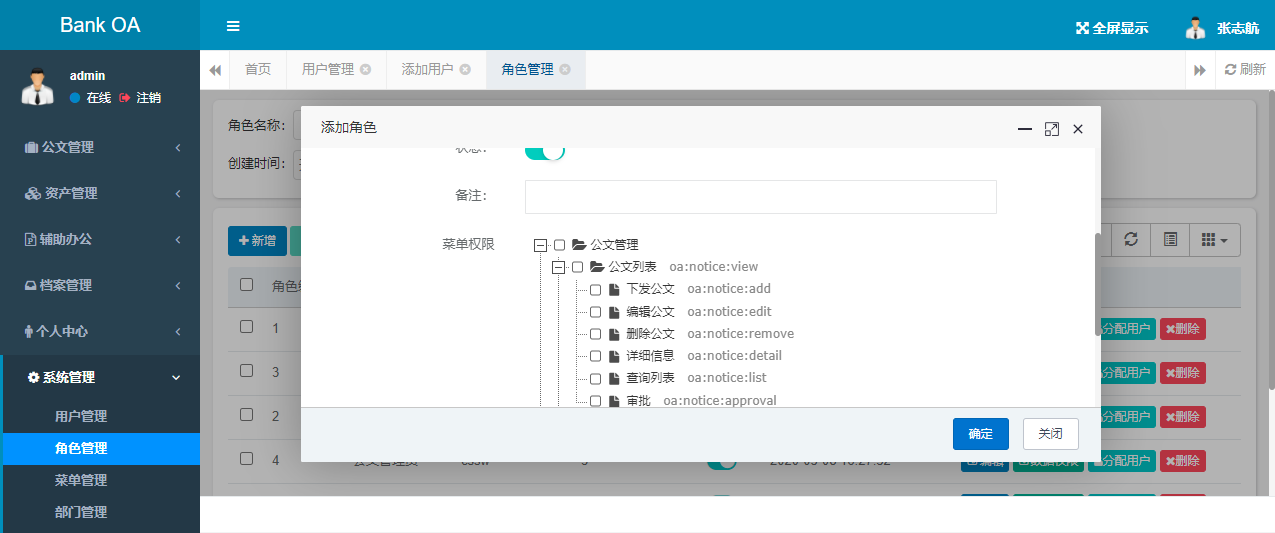 Bank OA
全屏显示
张志航
admin
在线 注销
首页 用户管理 添加用户 角色管理 刷新
公文管理
资产管理
辅助办公
档案管理
个人中心
系统管理
用户管理
角色管理
菜单管理
部门管理
角色名称：
创建时间：
新增
角色
1
3
2
4
添加角色
状态：
备注：
菜单权限
公文管理
公文列表 oa:notice:view
下发公文 oa:notice:add
编辑公文 oa:notice:edit
删除公文 oa:notice:remove
详细信息 oa:notice:detail
查询列表 oa:notice:list
审批 oa:notice:approval
确定 关闭
分配用户 删除
分配用户 删除
分配用户 删除
分配用户 删除